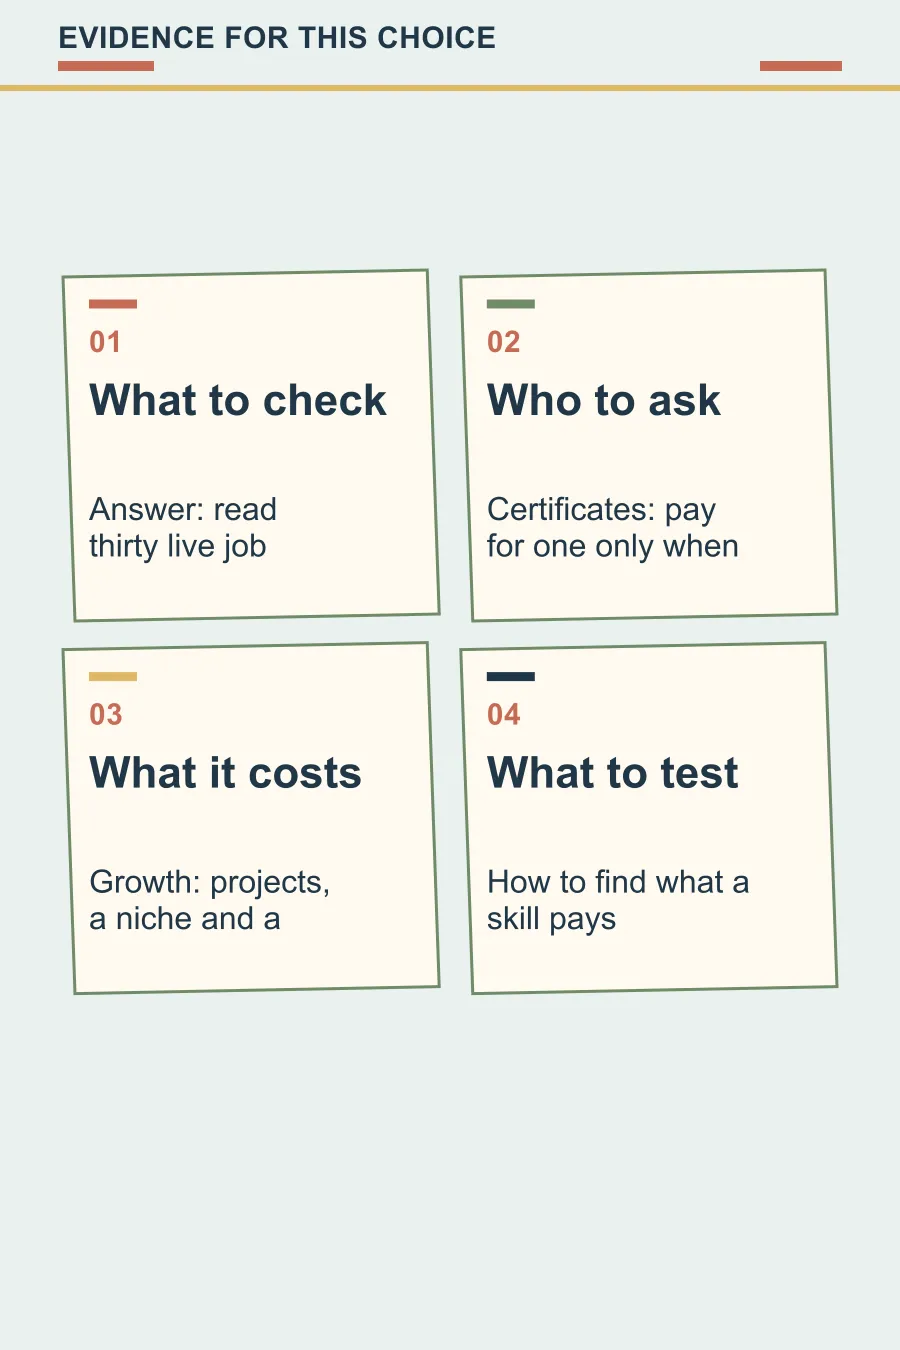 EVIDENCE FOR THIS CHOICE
01
What to check
Answer: read
thirty live job
02
Who to ask
Certificates: pay
for one only when
03
What it costs
Growth: projects,
a niche and a
04
What to test
How to find what a
skill pays